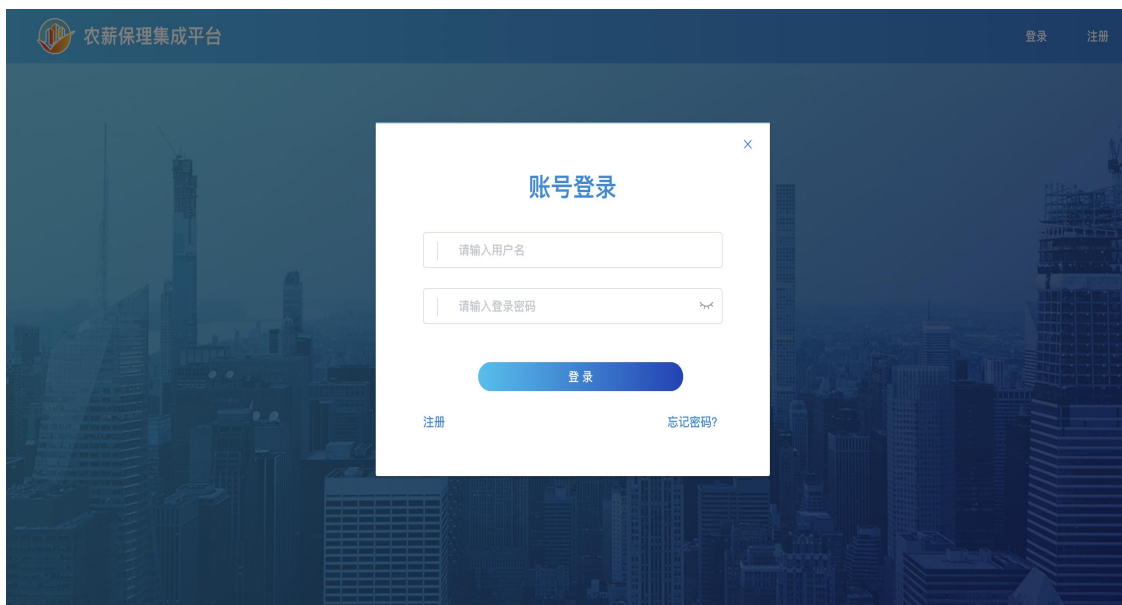 农薪保理集成平台
登录 注册
账号登录
请输入用户名
请输入登录密码
登 录
注册 忘记密码?